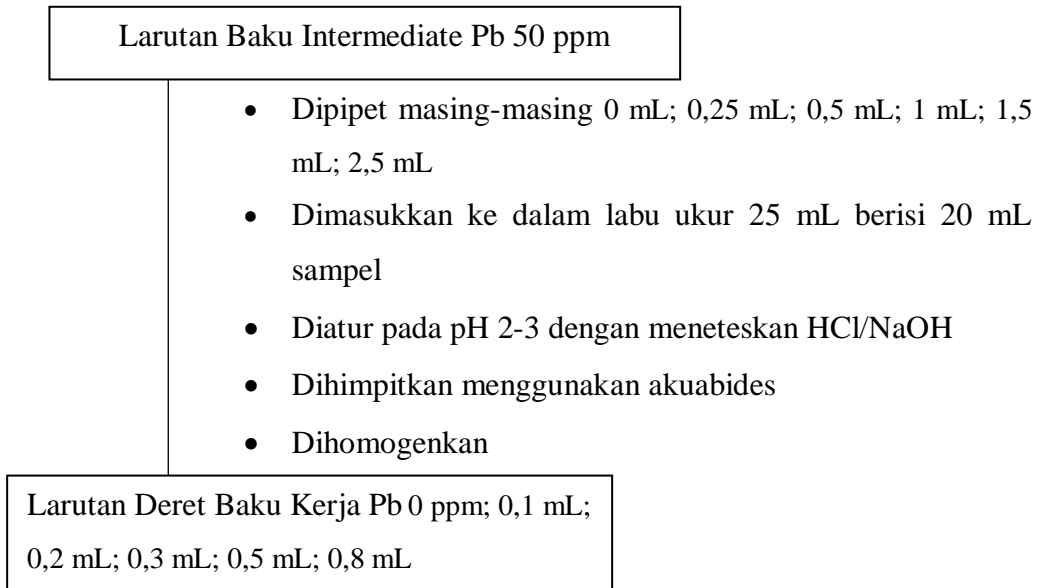 Larutan Baku Intermediate Pb 50 ppm
• Dipipet masing-masing 0 mL; 0,25 mL; 0,5 mL; 1 mL; 1,5
mL; 2,5 mL
• Dimasukkan ke dalam labu ukur 25 mL berisi 20 mL
sampel
• Diatur pada pH 2-3 dengan meneteskan HCl/NaOH
• Dihimpitkan menggunakan akuabides
• Dihomogenkan
Larutan Deret Baku Kerja Pb 0 ppm; 0,1 mL;
0,2 mL; 0,3 mL; 0,5 mL; 0,8 mL